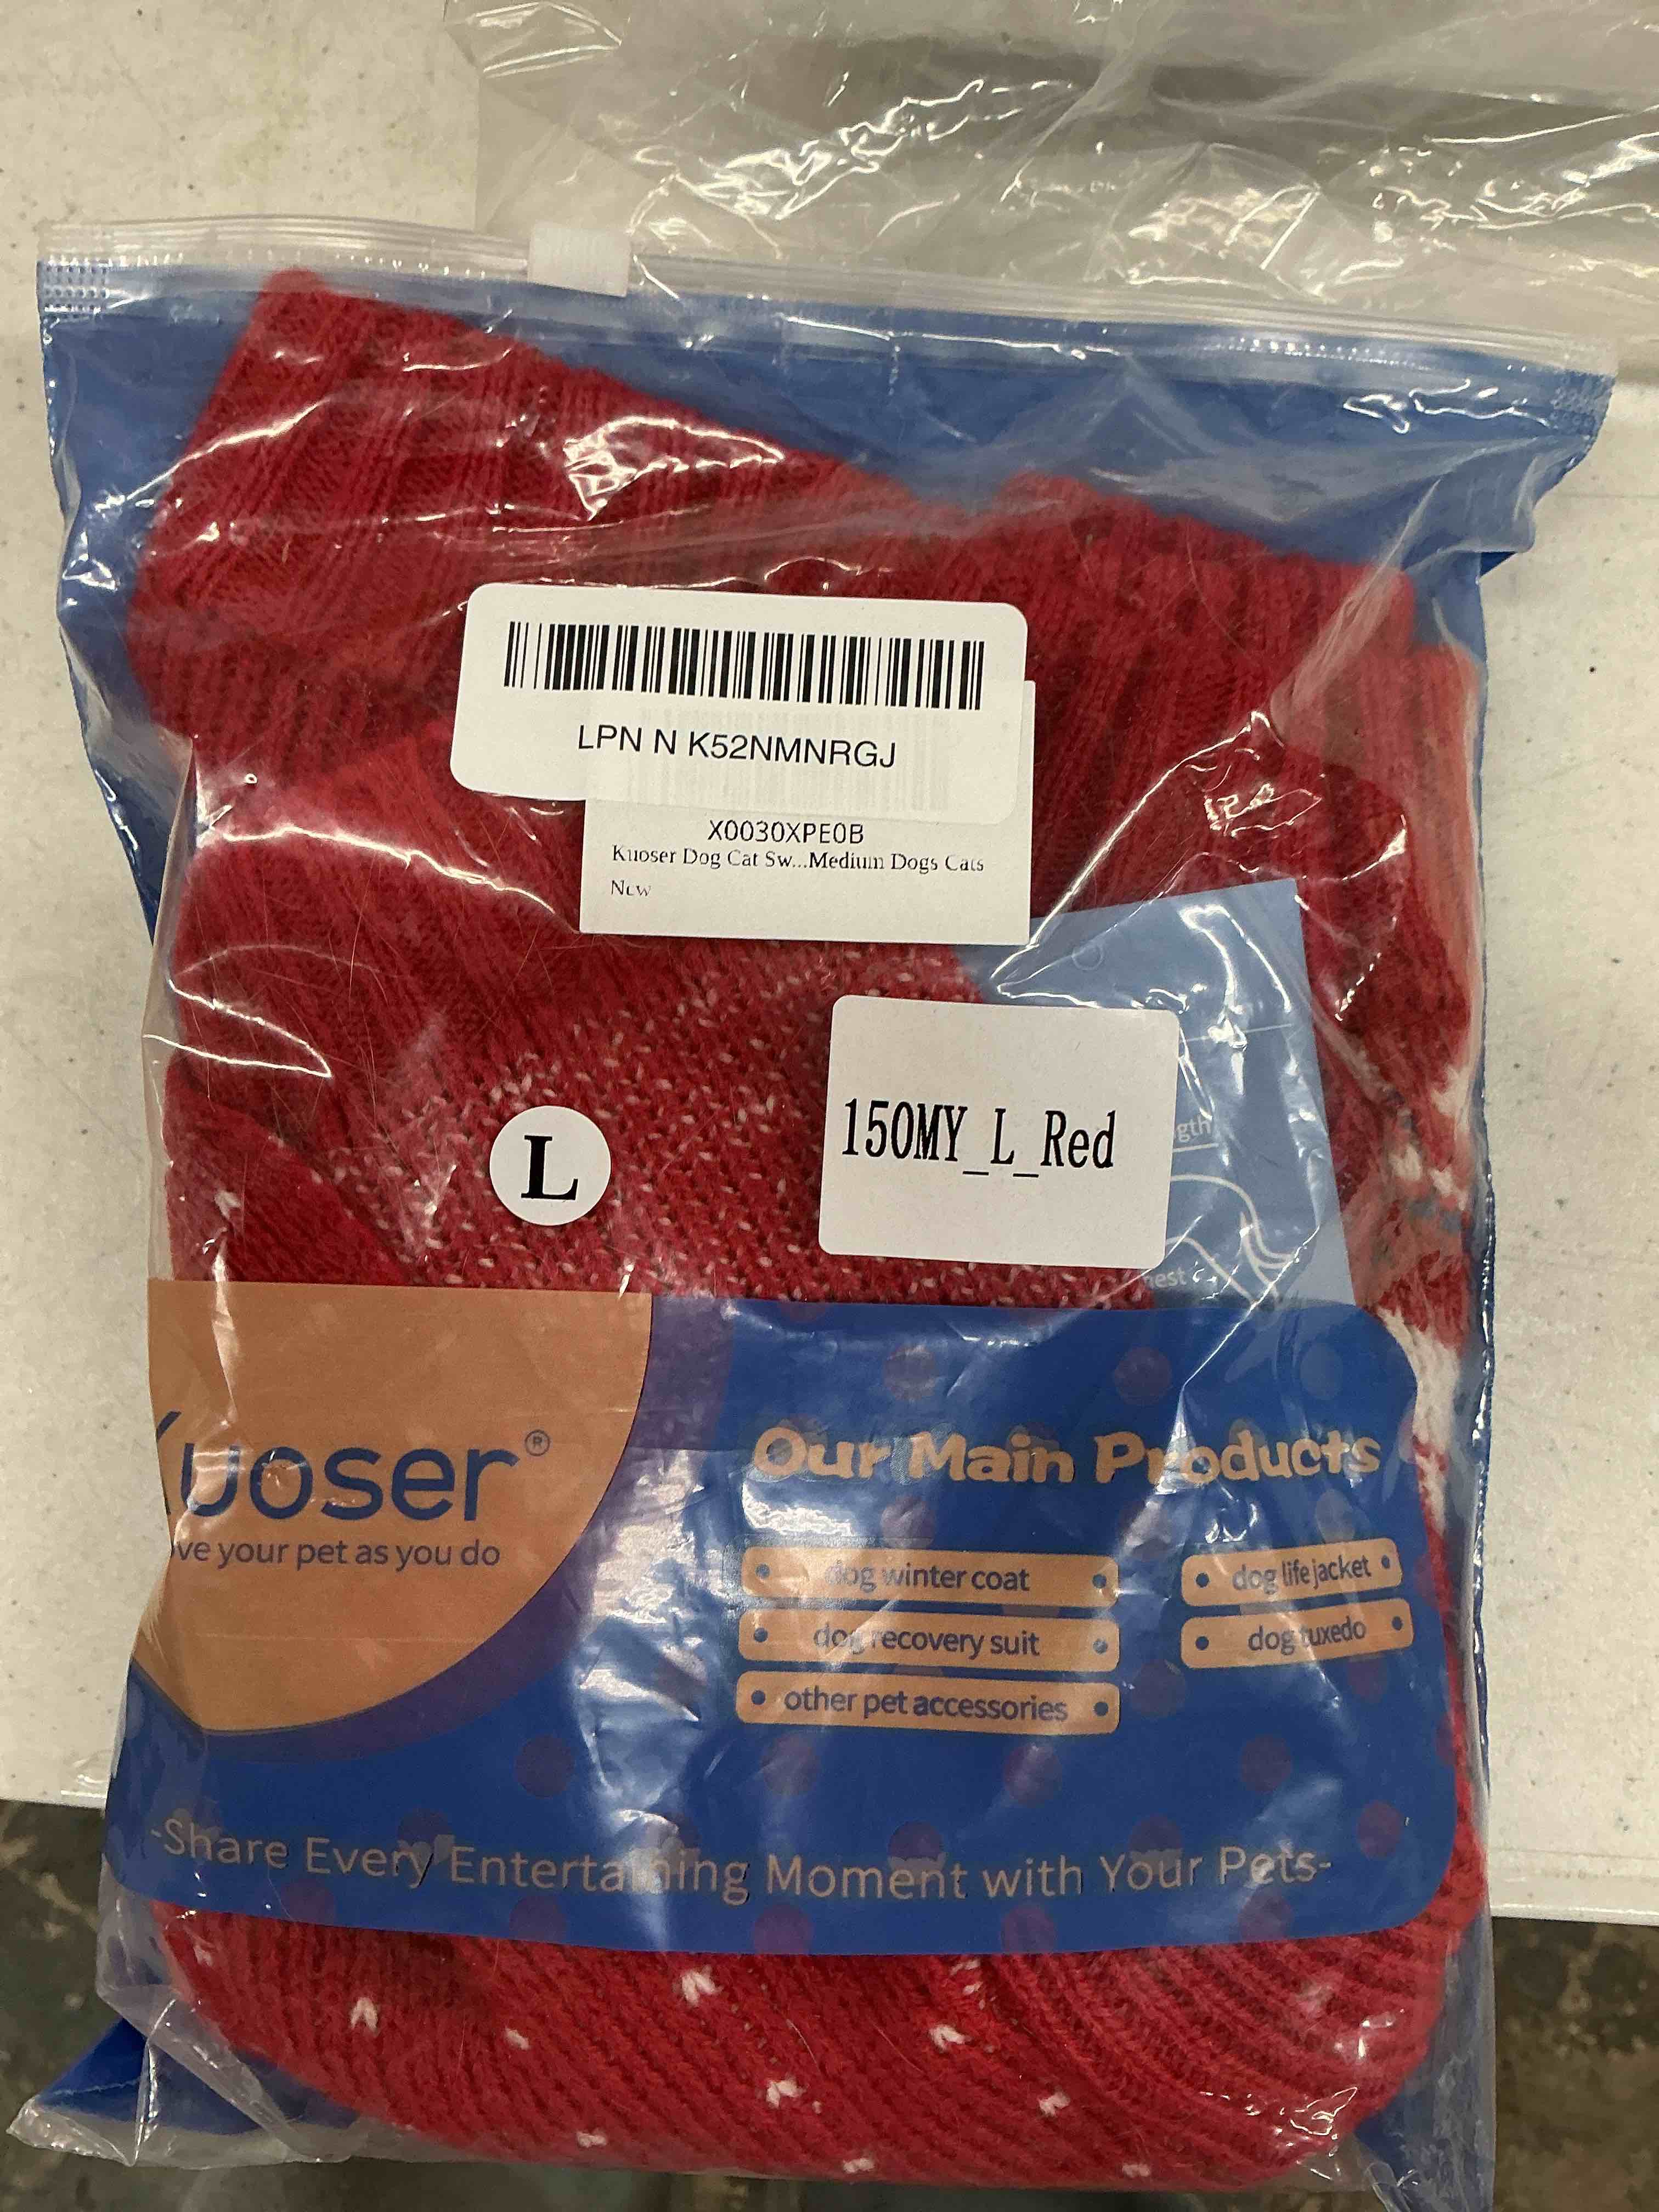 LPN N K52NMNRGJ
X0030XPE0B
Kuoser Dog Cat Sw...Medium Dogs Cats
New
L
150MY_L_Red
gth
hest
Kuoser®
ve your pet as you do
Our Main Products
dog winter coat
dog life jacket
dog recovery suit
dog tuxedo
other pet accessories
-Share Every Entertaining Moment with Your Pets-